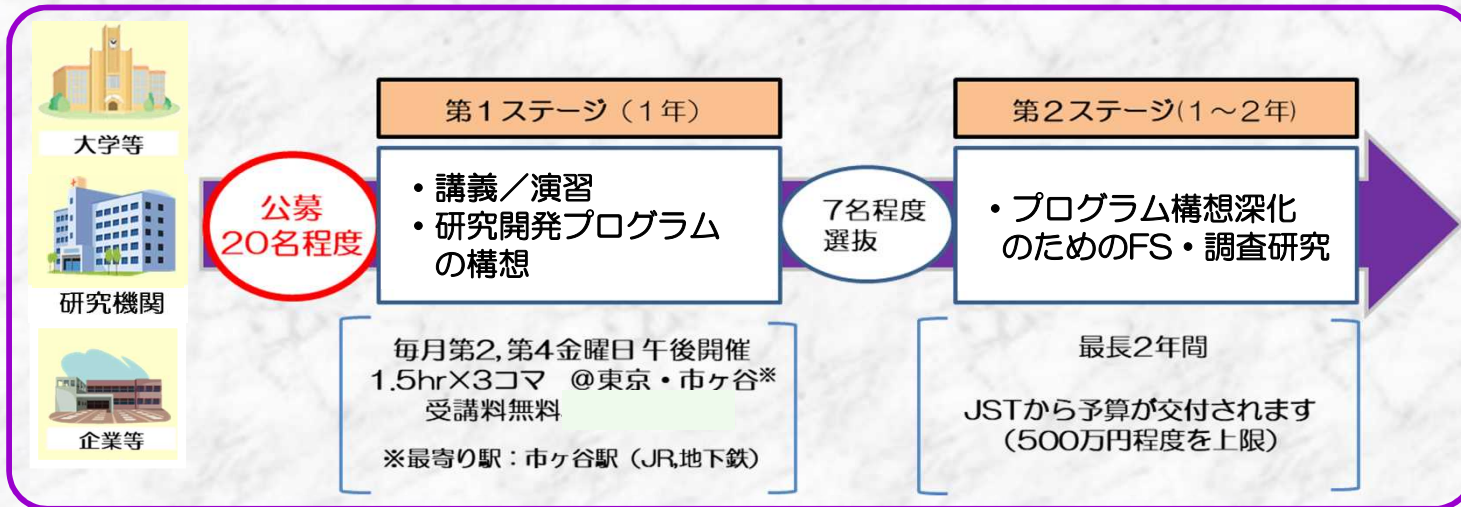 大学等
研究機関
企業等
公募
20名程度
第1ステージ（1年）
・講義／演習
・研究開発プログラム
の構想
毎月第2,第4金曜日午後開催
1.5hr×3コマ　@東京・市ヶ谷※
受講料無料
※最寄り駅：市ヶ谷駅（JR,地下鉄）
7名程度
選抜
第2ステージ(1～2年)
・プログラム構想深化
のためのFS・調査研究
最長2年間
JSTから予算が交付されます
（500万円程度を上限）